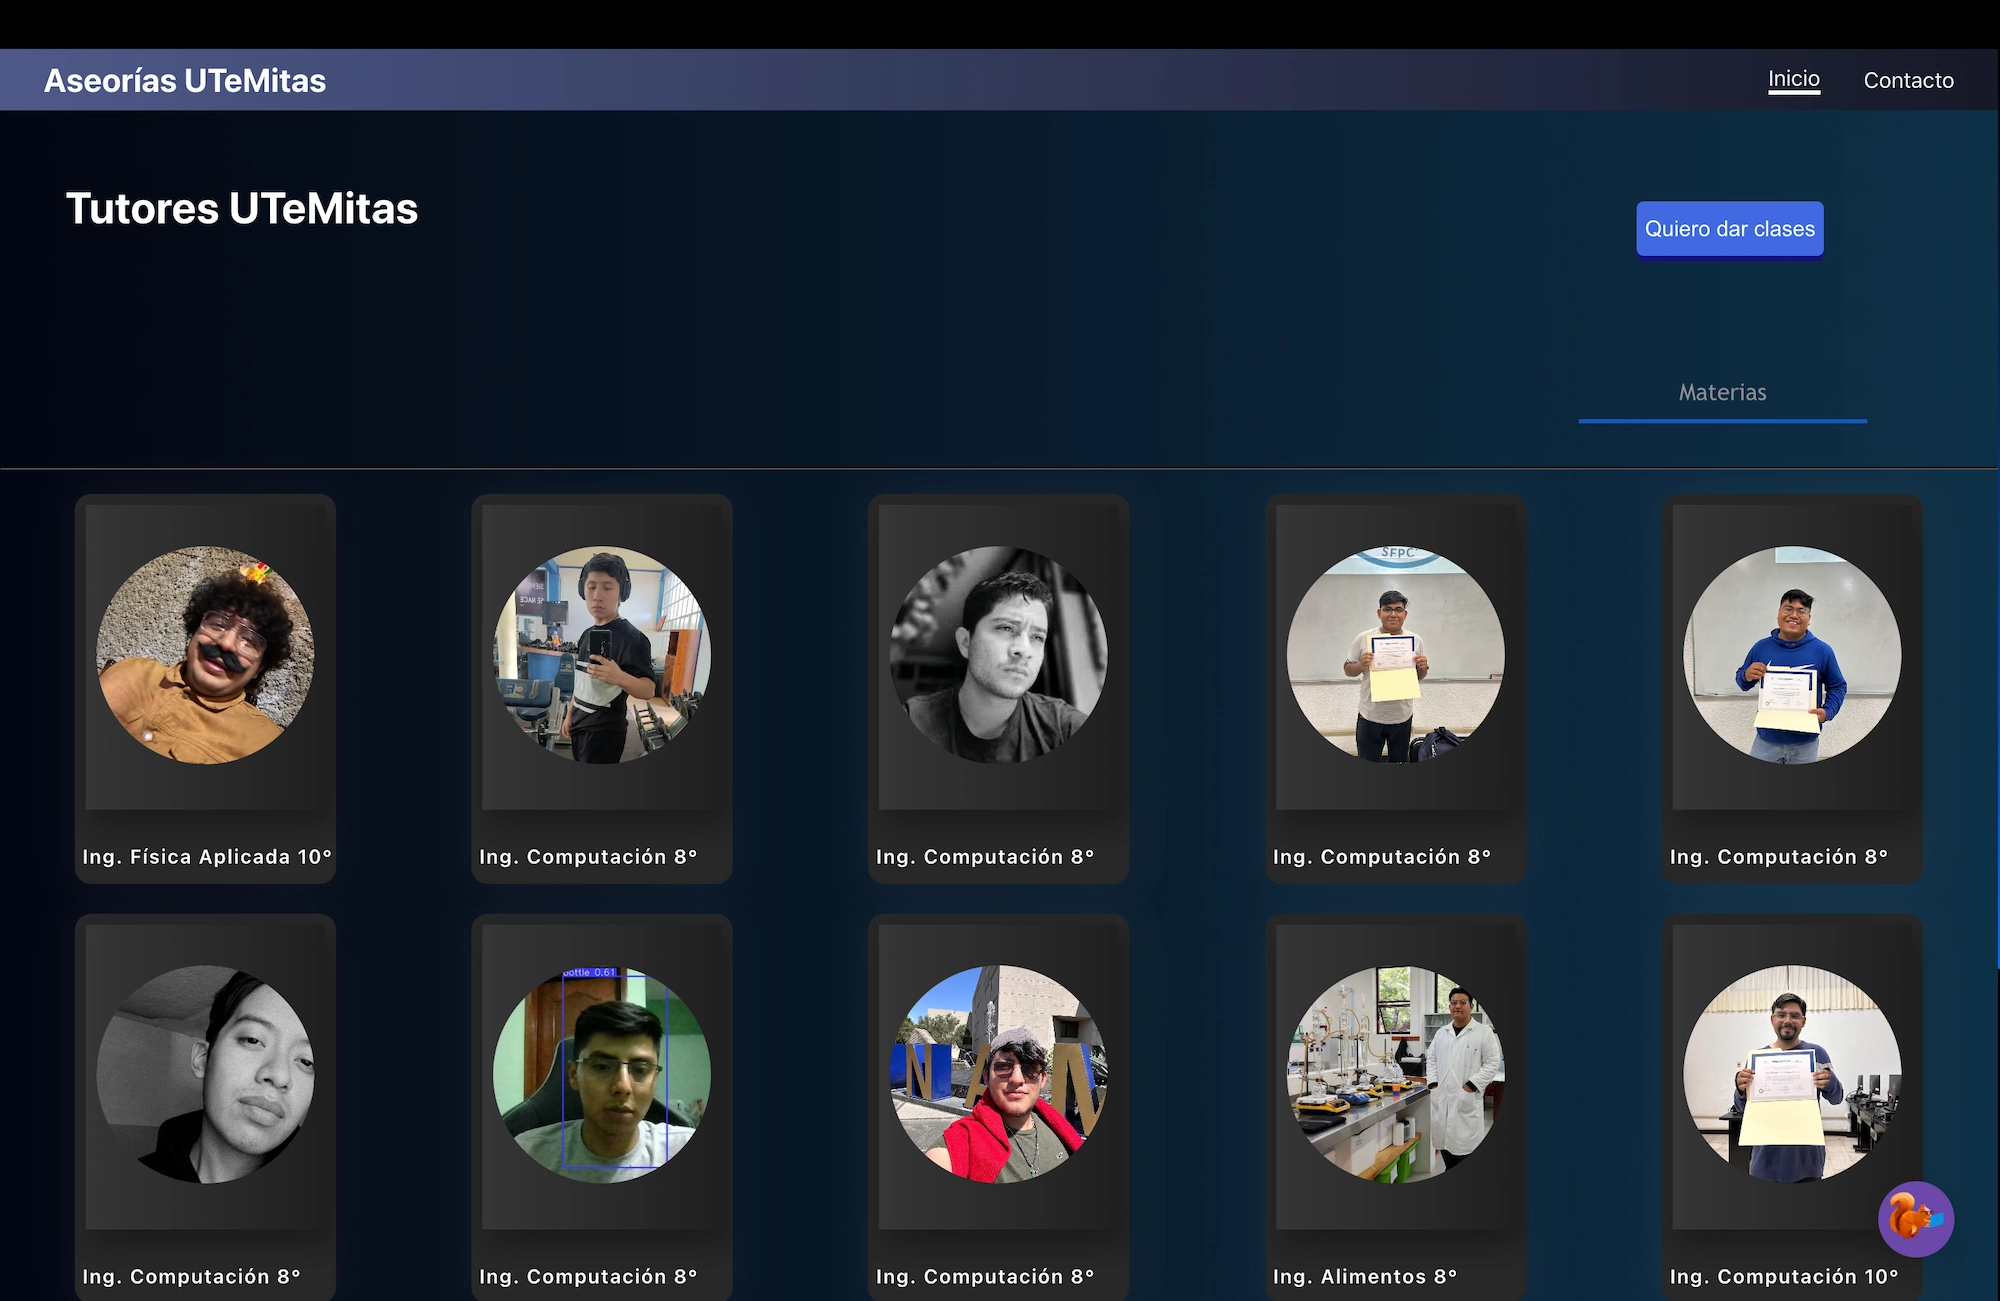 Aseorías UTeMitas
Inicio
Contacto
Tutores UTeMitas
Quiero dar clases
Materias
SFPC
Ing. Física Aplicada 10°
Ing. Computación 8°
Ing. Computación 8°
Ing. Computación 8°
Ing. Computación 8°
bottle 0.61
N A M
Ing. Computación 8°
Ing. Computación 8°
Ing. Computación 8°
Ing. Alimentos 8°
Ing. Computación 10°